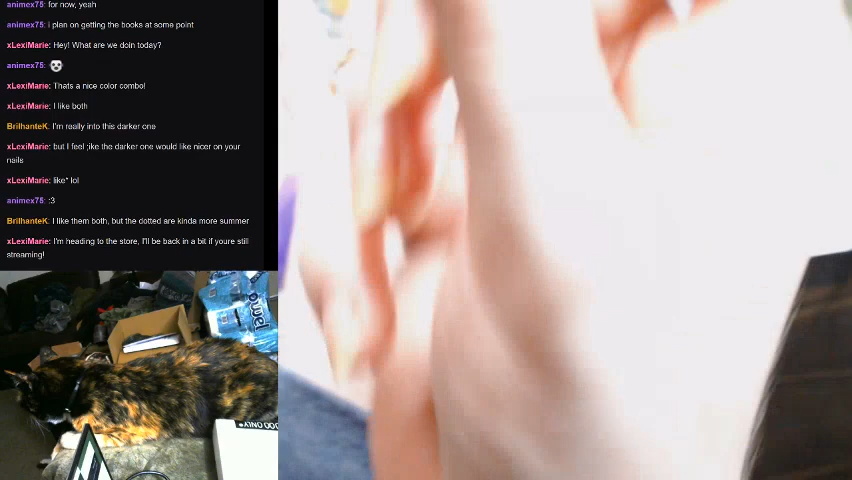 animex75: for now, yeah
animex75: i plan on getting the books at some point
xLexiMarie: Hey! What are we doin today?
animex75:
xLexiMarie: Thats a nice color combo!
xLexiMarie: I like both
BrilhanteK: I'm really into this darker one
xLexiMarie: but I feel ;ike the darker one would like nicer on your
nails
xLexiMarie: like* lol
animex75: :3
BrilhanteK: I like them both, but the dotted are kinda more summer
xLexiMarie: I'm heading to the store, I'll be back in a bit if youre still
streaming!